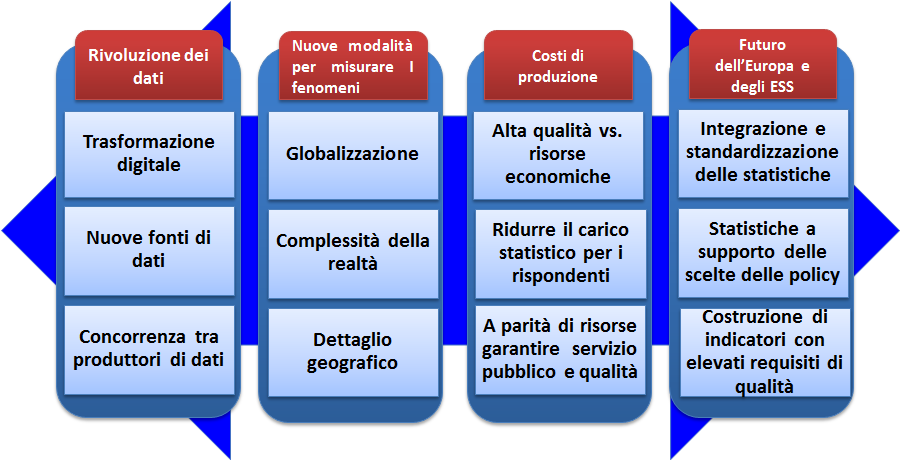 Rivoluzione dei
dati
Trasformazione
digitale
Nuove fonti di
dati
Concorrenza tra
produttori di dati
Nuove modalità
per misurare I
fenomeni
Globalizzazione
Complessità della
realtà
Dettaglio
geografico
Costi di
produzione
Alta qualità vs.
risorse
economiche
Ridurre il carico
statistico per i
rispondenti
A parità di risorse
garantire servizio
pubblico e qualità
Futuro
dell'Europa e
degli ESS
Integrazione e
standardizzazione
delle statistiche
Statistiche a
supporto delle
scelte delle policy
Costruzione di
indicatori con
elevati requisiti di
qualità